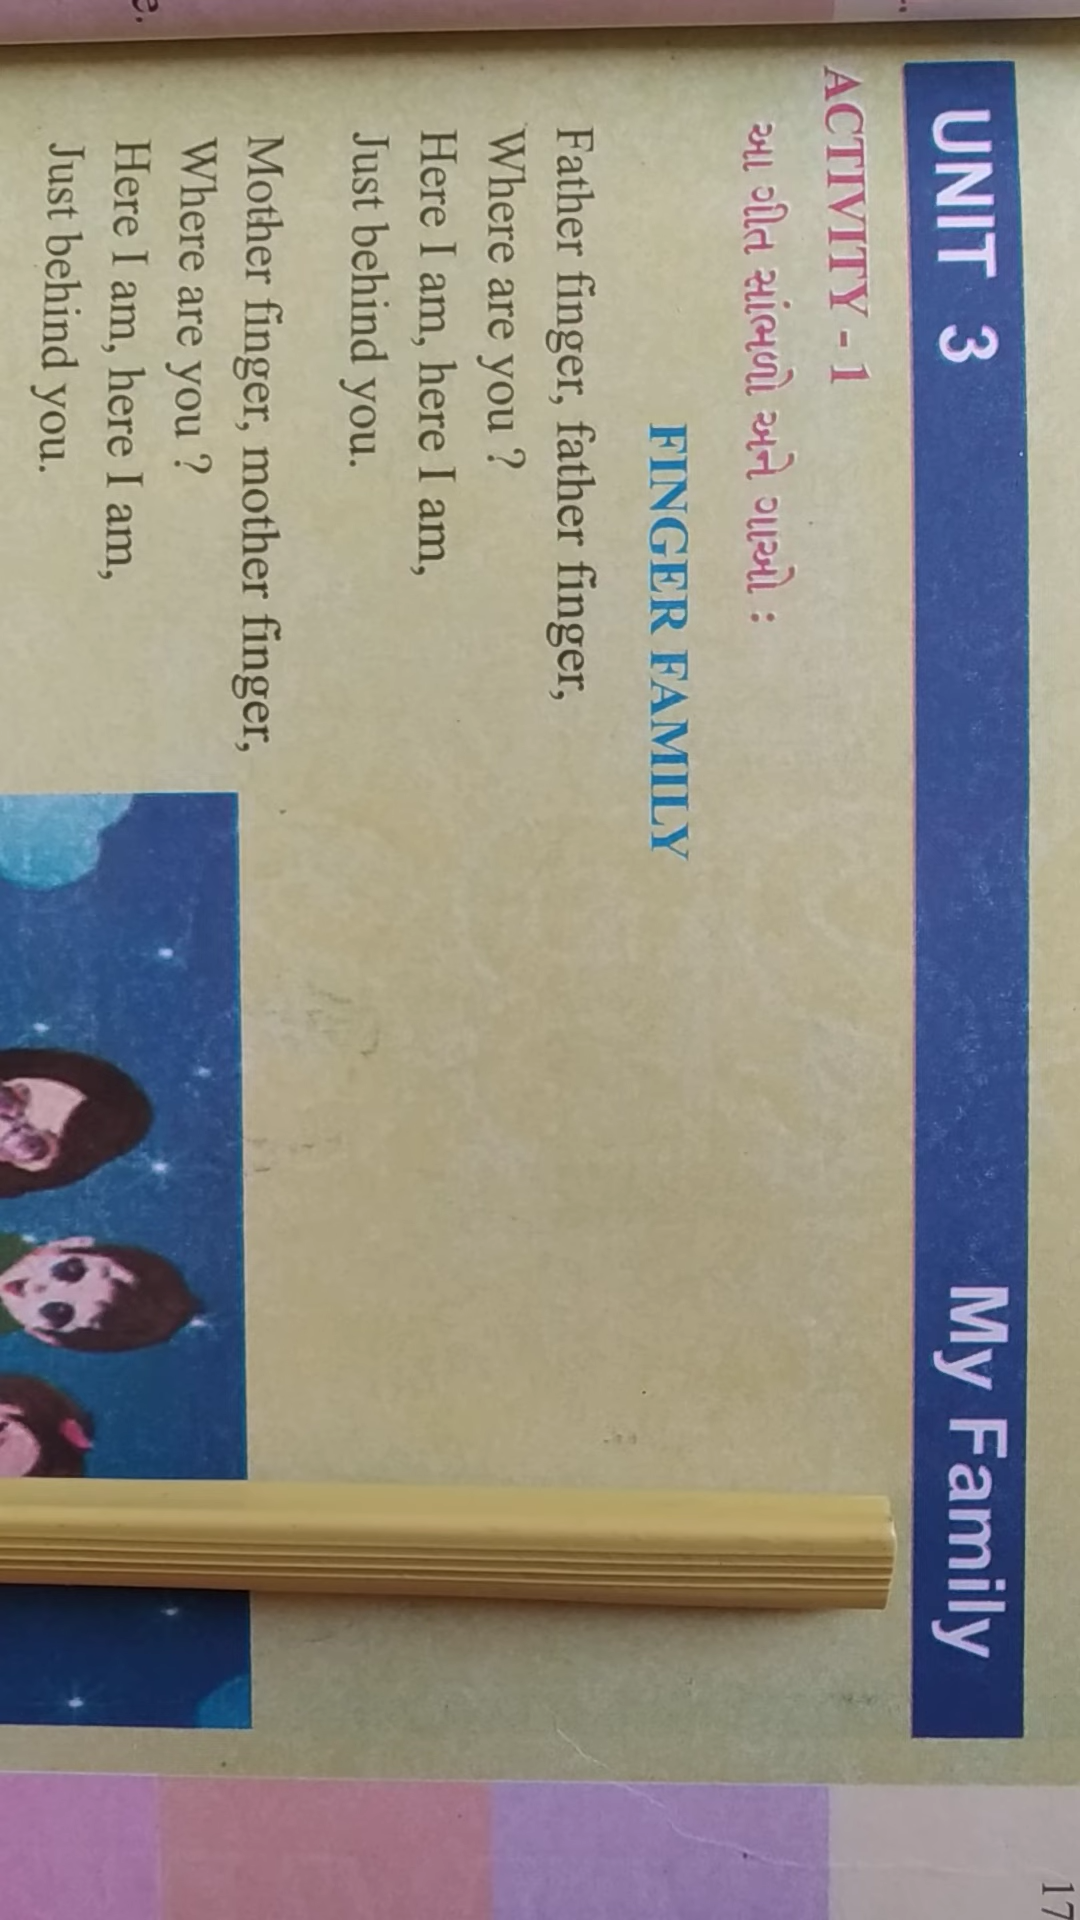 17
UNIT 3 My Family
ACTIVITY - 1
આ ગીત સાંભળો અને ગાઓ :
FINGER FAMILY
Father finger, father finger,
Where are you ?
Here I am, here I am,
Just behind you.
Mother finger, mother finger,
Where are you ?
Here I am, here I am,
Just behind you.